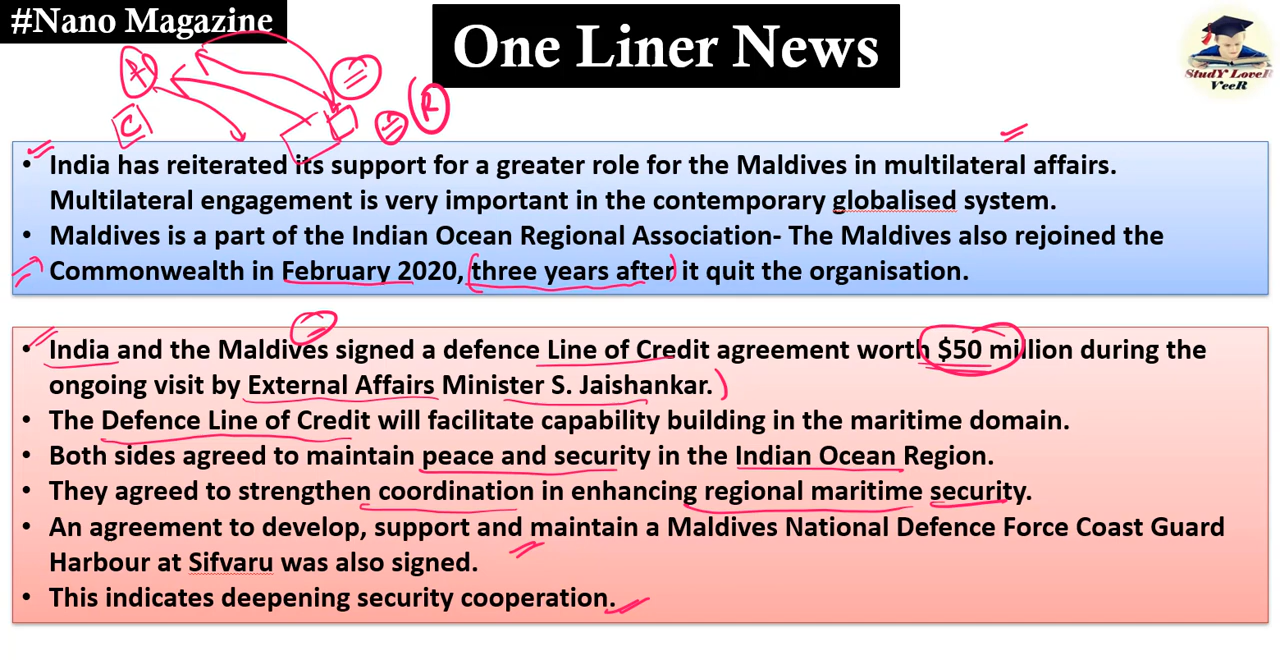 #Nano Magazine
One Liner News
StudY LoveR
VeeR
A
C
R
• India has reiterated its support for a greater role for the Maldives in multilateral affairs.
Multilateral engagement is very important in the contemporary globalised system.
• Maldives is a part of the Indian Ocean Regional Association- The Maldives also rejoined the
Commonwealth in February 2020, three years after it quit the organisation.
• India and the Maldives signed a defence Line of Credit agreement worth $50 million during the
ongoing visit by External Affairs Minister S. Jaishankar.
• The Defence Line of Credit will facilitate capability building in the maritime domain.
• Both sides agreed to maintain peace and security in the Indian Ocean Region.
• They agreed to strengthen coordination in enhancing regional maritime security.
• An agreement to develop, support and maintain a Maldives National Defence Force Coast Guard
Harbour at Sifvaru was also signed.
• This indicates deepening security cooperation.